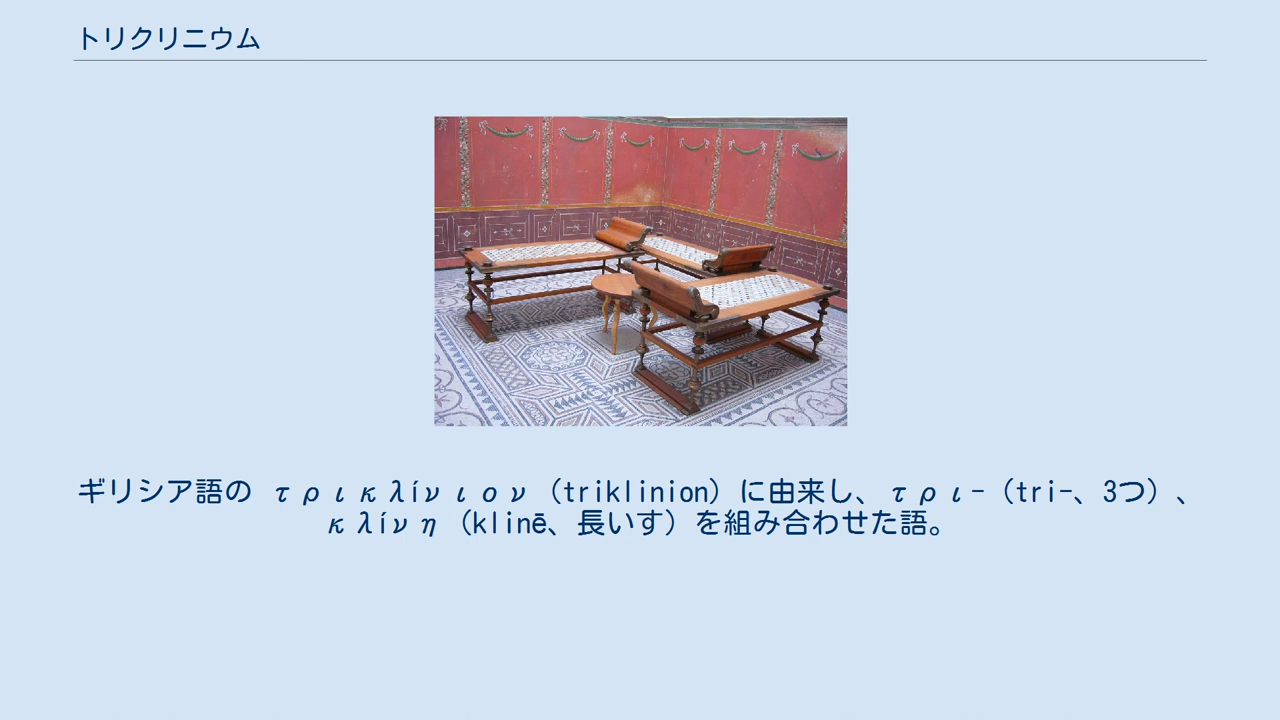 トリクリニウム
ギリシア語の τρικλίνιον（triklinion）に由来し、τρι-（tri-、3つ）、
κλίνη（klinē、長いす）を組み合わせた語。